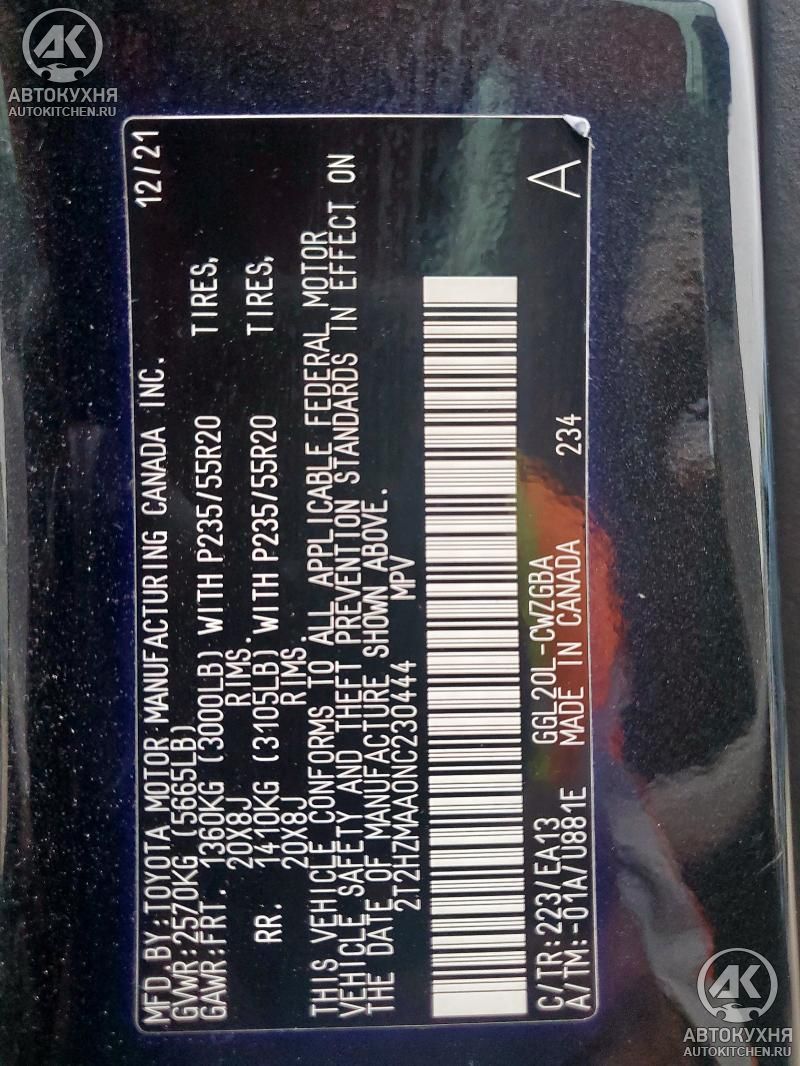 AK
АВТОКУХНЯ
AUTOKITCHEN.RU
MFD.BY:TOYOTA MOTOR MANUFACTURING CANADA INC. 12/21
GVWR:2570KG (5665LB)
GAWR:FRT. 1360KG (3000LB) WITH P235/55R20 TIRES,
20X8J RIMS.
RR. 1410KG (3105LB) WITH P235/55R20 TIRES,
20X8J RIMS.
THIS VEHICLE CONFORMS TO ALL APPLICABLE FEDERAL MOTOR
VEHICLE SAFETY AND THEFT PREVENTION STANDARDS IN EFFECT ON
THE DATE OF MANUFACTURE SHOWN ABOVE.
2T2HZMAA0NC230444 MPV
C/TR:223/EA13 GGL20L-CWZGBA A
A/TM:-01A/U881E MADE IN CANADA 234
AK
АВТОКУХНЯ
AUTOKITCHEN.RU